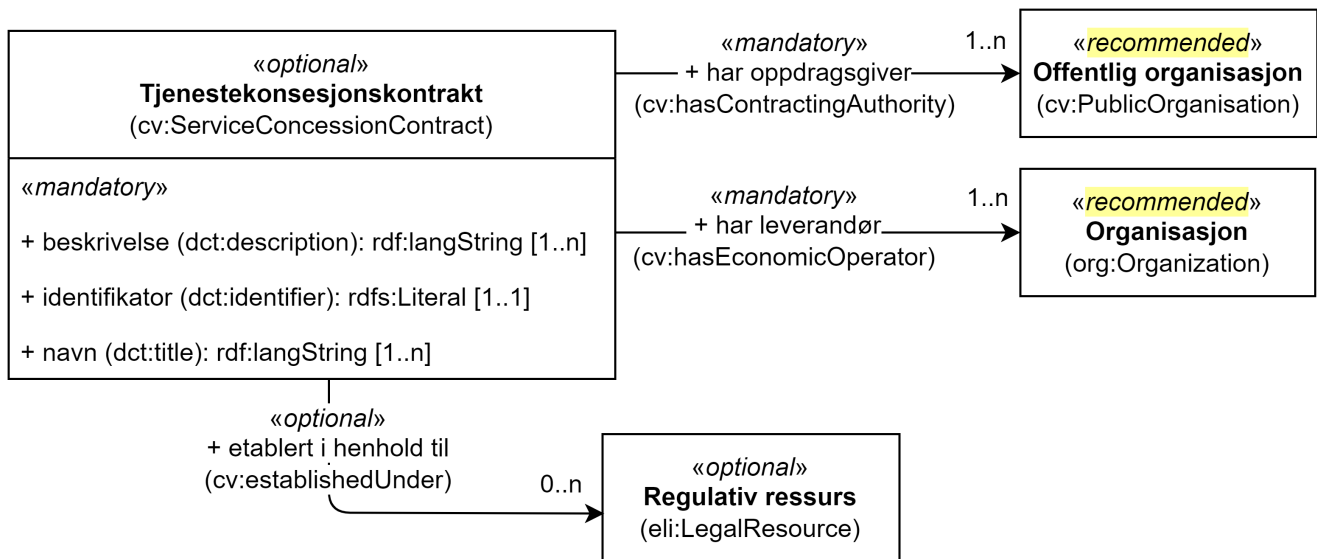 «optional»
Tjenestekonsesjonskontrakt
(cv:ServiceConcessionContract)
«mandatory»
+ beskrivelse (dct:description): rdf:langString [1..n]
+ identifikator (dct:identifier): rdfs:Literal [1..1]
+ navn (dct:title): rdf:langString [1..n]
«mandatory»
+ har oppdragsgiver
(cv:hasContractingAuthority)
1..n
«recommended»
Offentlig organisasjon
(cv:PublicOrganisation)
«mandatory»
+ har leverandør
(cv:hasEconomicOperator)
1..n
«recommended»
Organisasjon
(org:Organization)
«optional»
+ etablert i henhold til
(cv:establishedUnder)
0..n
«optional»
Regulativ ressurs
(eli:LegalResource)